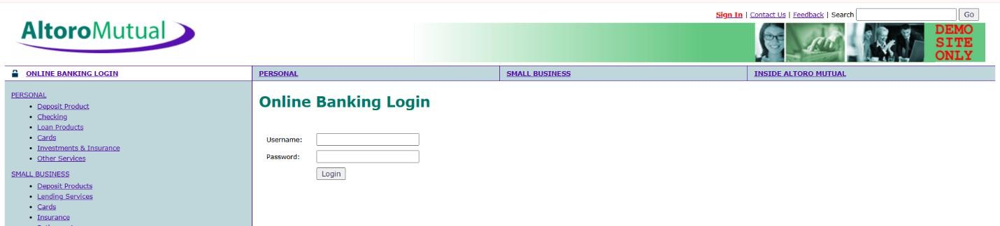 AltoroMutual
Sign In | Contact Us | Feedback | Search Go
DEMO
SITE
ONLY
ONLINE BANKING LOGIN
PERSONAL
SMALL BUSINESS
INSIDE ALTORO MUTUAL
PERSONAL
• Deposit Product
• Checking
• Loan Products
• Cards
• Investments & Insurance
• Other Services
SMALL BUSINESS
• Deposit Products
• Lending Services
• Cards
• Insurance
Online Banking Login
Username:
Password:
Login